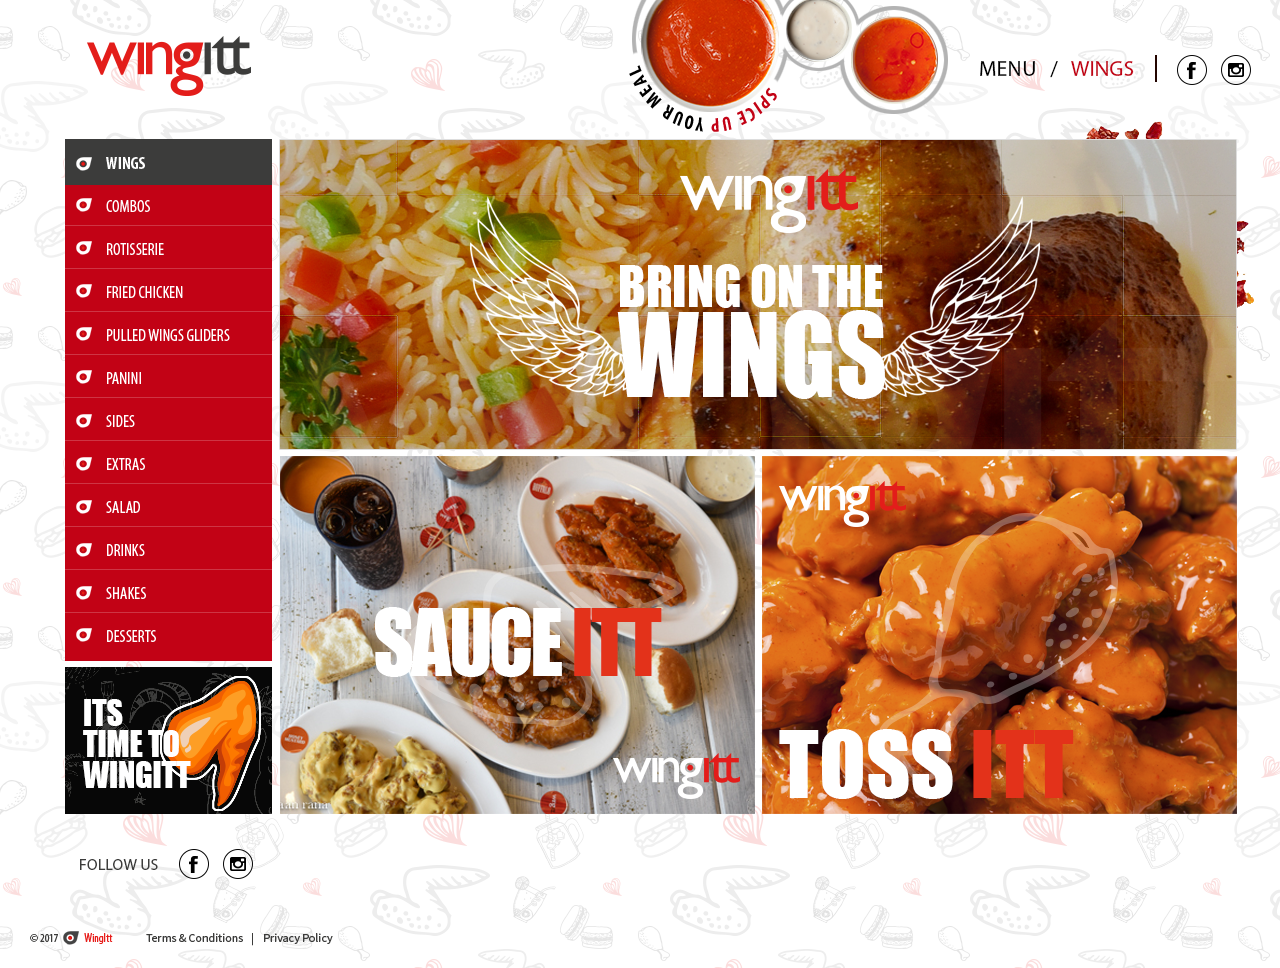 wingitt
SPICE UP YOUR MEAL
MENU / WINGS
WINGS
COMBOS
ROTISSERIE
FRIED CHICKEN
PULLED WINGS GLIDERS
PANINI
SIDES
EXTRAS
SALAD
DRINKS
SHAKES
DESSERTS
wingitt
BRING ON THE
WINGS
SAUCE ITT
wingitt
wingitt
TOSS ITT
ITS
TIME TO
WINGITT
FOLLOW US
© 2017 WingItt Terms & Conditions | Privacy Policy